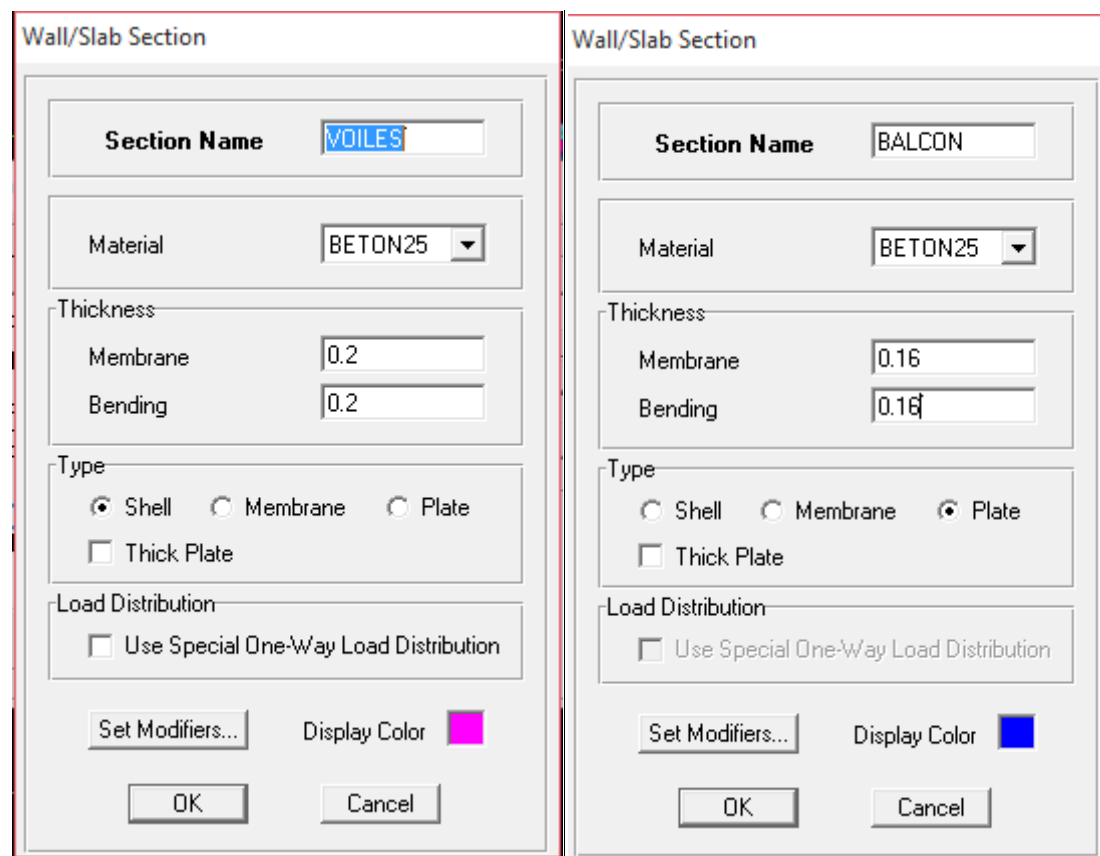 Wall/Slab Section
Section Name VOILES
Material BETON25
Thickness
Membrane 0.2
Bending 0.2
Type
Shell Membrane Plate
Thick Plate
Load Distribution
Use Special One-Way Load Distribution
Set Modifiers... Display Color
OK Cancel
Wall/Slab Section
Section Name BALCON
Material BETON25
Thickness
Membrane 0.16
Bending 0.16
Type
Shell Membrane Plate
Thick Plate
Load Distribution
Use Special One-Way Load Distribution
Set Modifiers... Display Color
OK Cancel